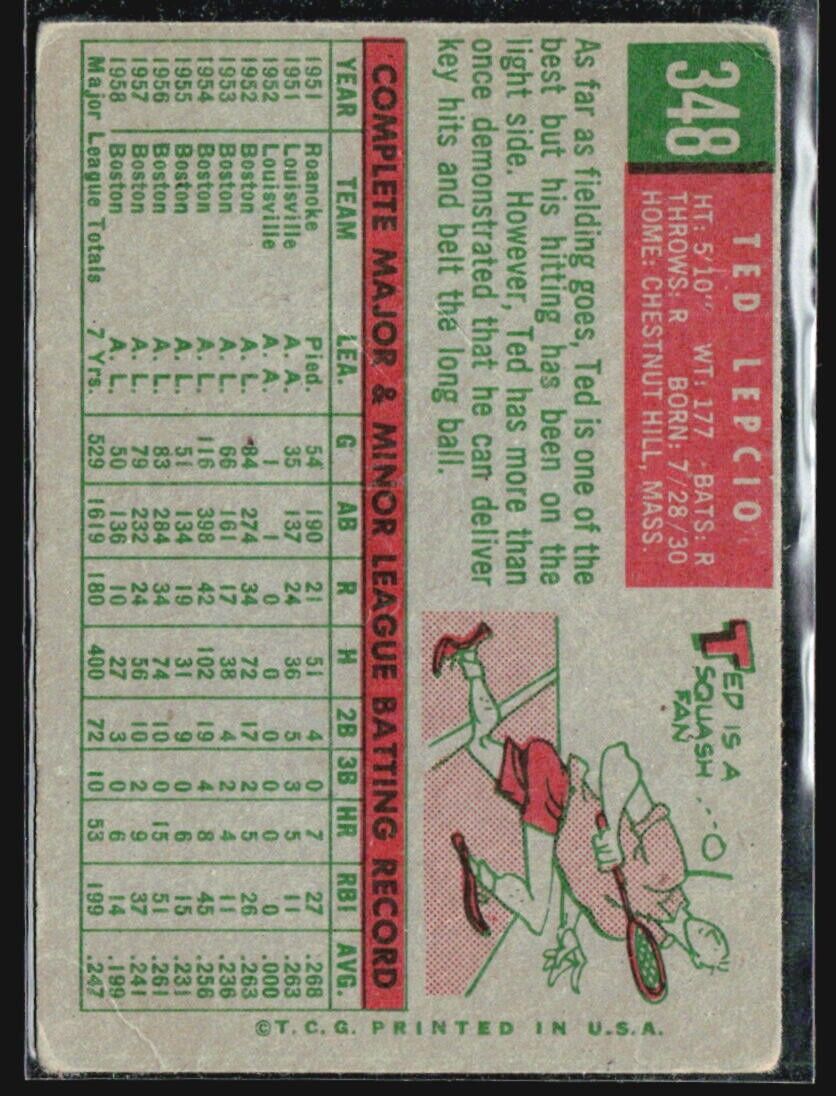 348
TED LEPCIO
HT: 5'10" WT: 177 BATS: R
THROWS: R BORN: 7/28/30
HOME: CHESTNUT HILL, MASS.
As far as fielding goes, Ted is one of the
best but his hitting has been on the
light side. However, Ted has more than
once demonstrated that he can deliver
key hits and belt the long ball.
TED IS A
SQUASH...
FAN
COMPLETE MAJOR & MINOR LEAGUE BATTING RECORD
YEAR TEAM LEA. G AB R H 2B 3B HR RBI AVG.
1951 Roanoke Pied. 54 190 21 51 4 0 7 27 .268
1951 Louisville A. A. 35 137 24 36 5 3 5 11 .263
1952 Louisville A. A. 1 1 0 0 0 0 0 0 .000
1952 Boston A. L. 84 274 34 72 17 2 5 26 .263
1953 Boston A. L. 66 161 17 38 4 2 4 11 .236
1954 Boston A. L. 116 398 42 102 19 4 8 45 .256
1955 Boston A. L. 51 134 19 31 9 0 6 15 .231
1956 Boston A. L. 83 284 34 74 10 0 15 51 .261
1957 Boston A. L. 79 232 24 56 10 2 9 37 .241
1958 Boston A. L. 50 136 10 27 3 0 6 14 .199
Major League Totals 7 Yrs. 529 1619 180 400 72 10 53 199 .247
©T.C.G. PRINTED IN U.S.A.